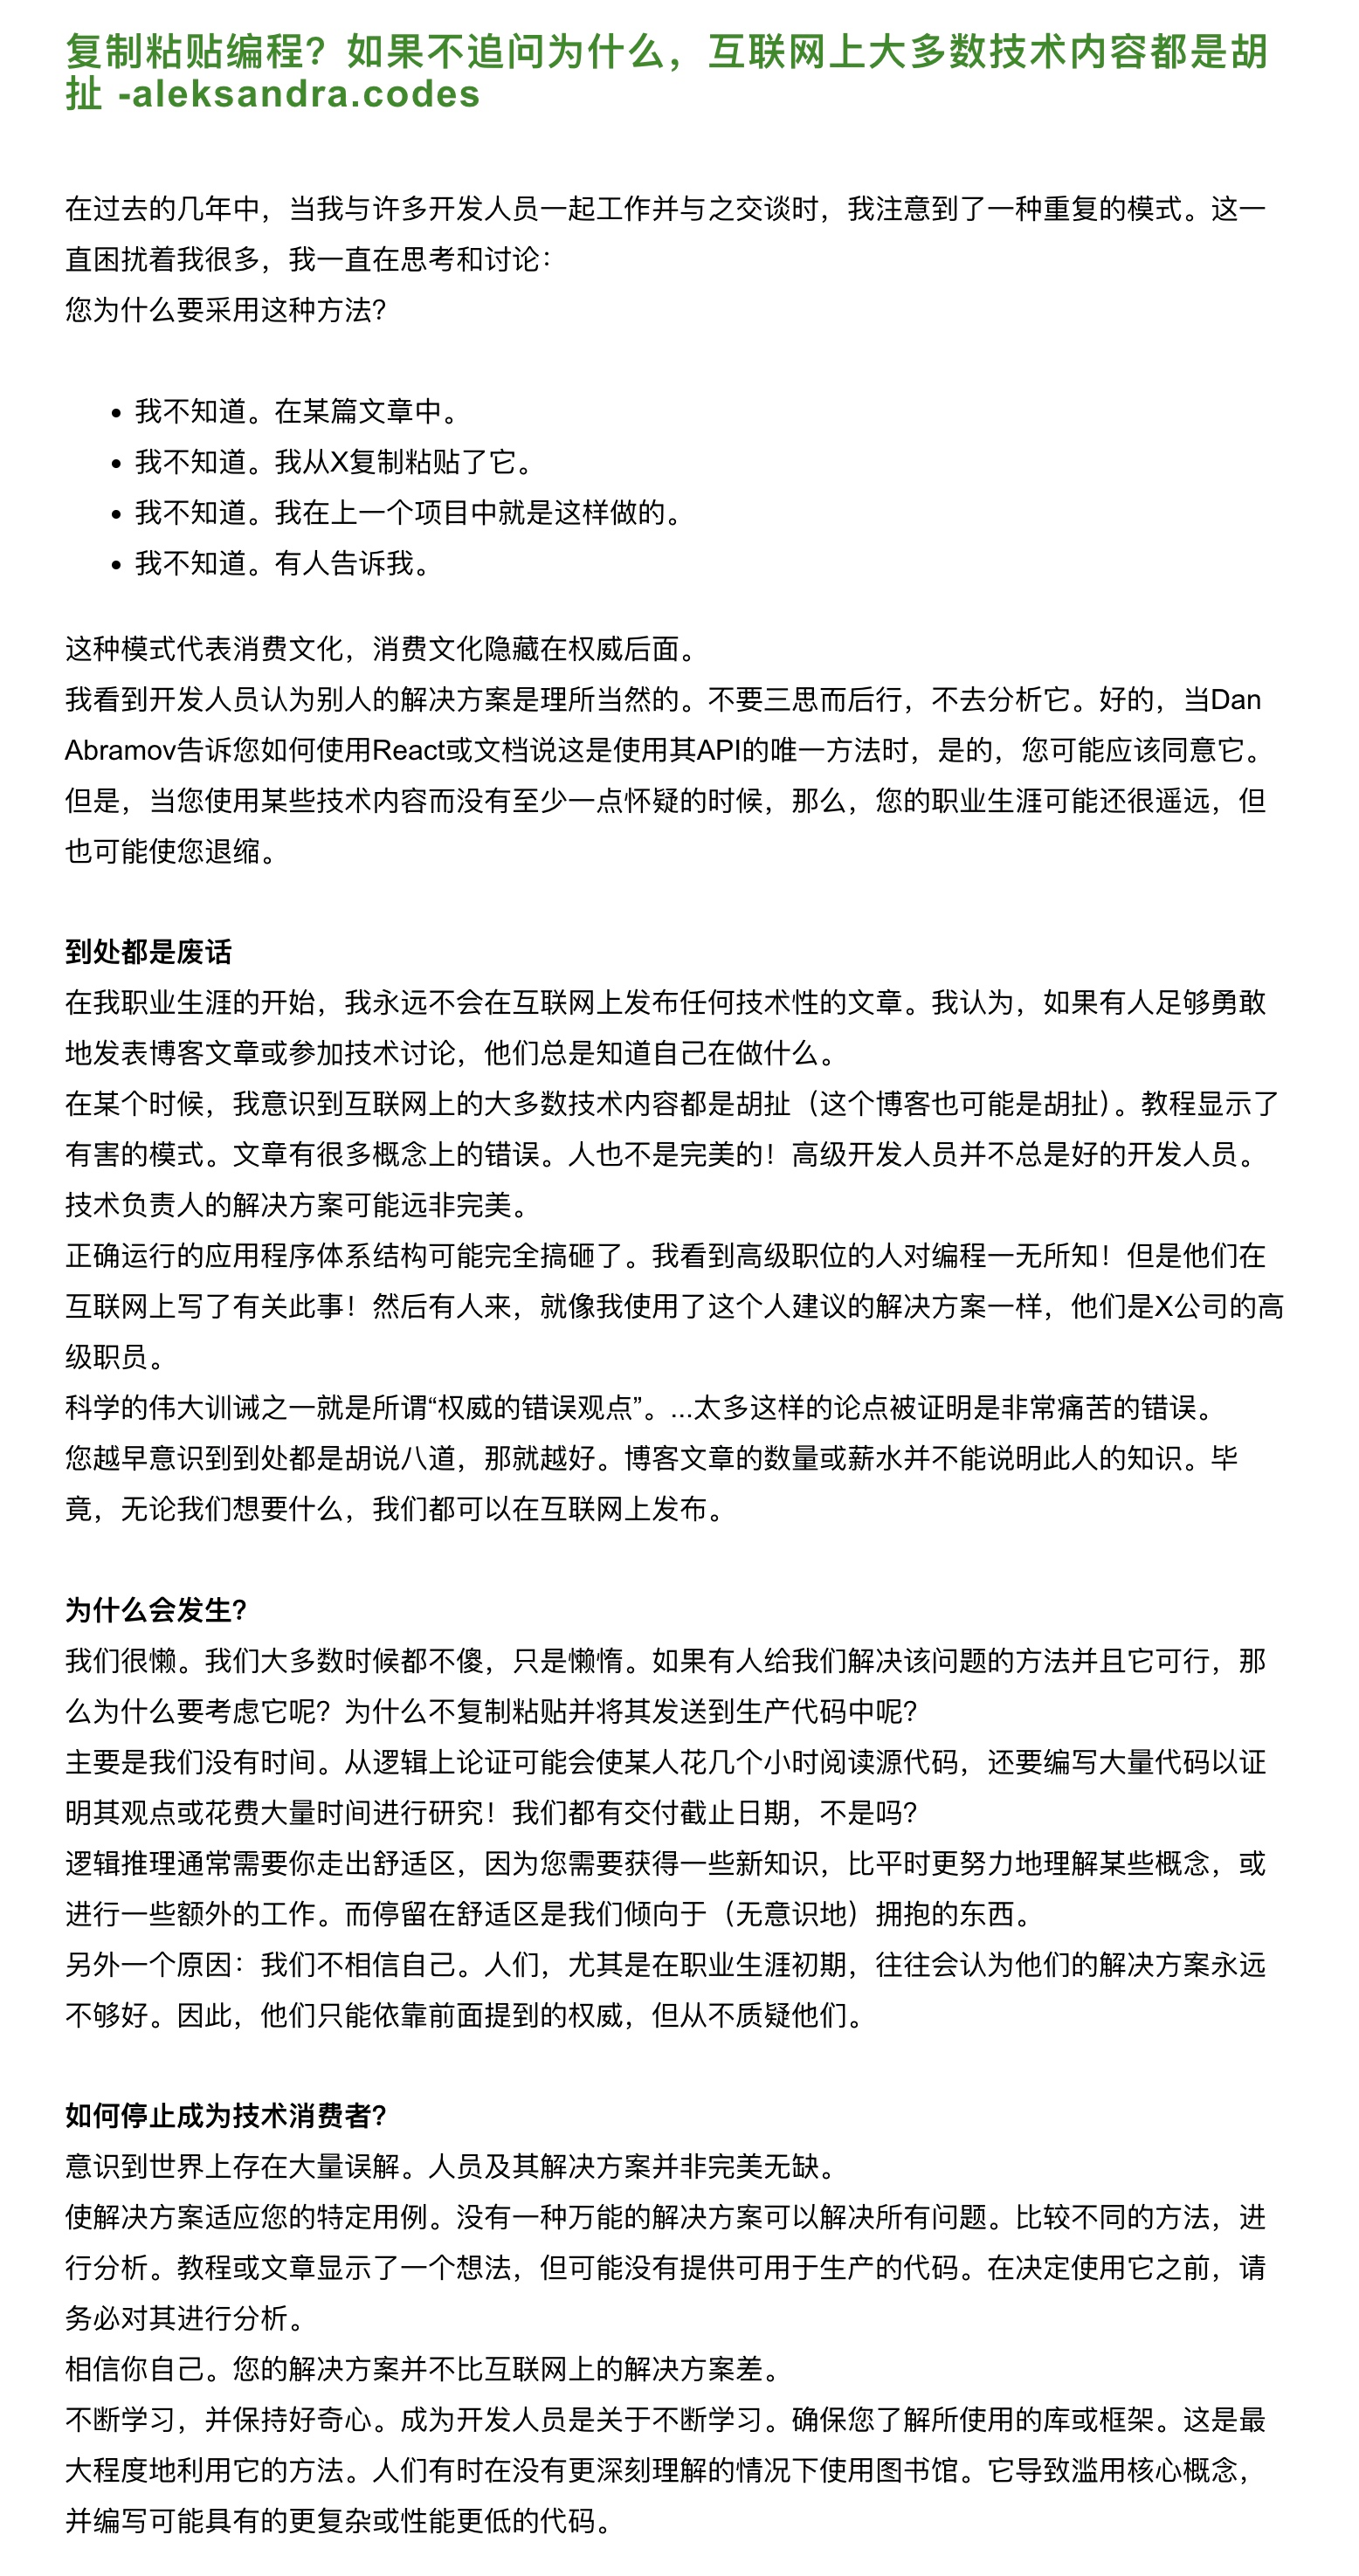 复制粘贴编程？如果不追问为什么，互联网上大多数技术内容都是胡
扯 -aleksandra.codes
在过去的几年中，当我与许多开发人员一起工作并与之交谈时，我注意到了一种重复的模式。这一
直困扰着我很多，我一直在思考和讨论：
您为什么要采用这种方法？
• 我不知道。在某篇文章中。
• 我不知道。我从X复制粘贴了它。
• 我不知道。我在上一个项目中就是这样做的。
• 我不知道。有人告诉我。
这种模式代表消费文化，消费文化隐藏在权威后面。
我看到开发人员认为别人的解决方案是理所当然的。不要三思而后行，不去分析它。好的，当Dan
Abramov告诉您如何使用React或文档说这是使用其API的唯一方法时，是的，您可能应该同意它。
但是，当您使用某些技术内容而没有至少一点怀疑的时候，那么，您的职业生涯可能还很遥远，但
也可能使您退缩。
到处都是废话
在我职业生涯的开始，我永远不会在互联网上发布任何技术性的文章。我认为，如果有人足够勇敢
地发表博客文章或参加技术讨论，他们总是知道自己在做什么。
在某个时候，我意识到互联网上的大多数技术内容都是胡扯（这个博客也可能是胡扯）。教程显示了
有害的模式。文章有很多概念上的错误。人也不是完美的！高级开发人员并不总是好的开发人员。
技术负责人的解决方案可能远非完美。
正确运行的应用程序体系结构可能完全搞砸了。我看到高级职位的人对编程一无所知！但是他们在
互联网上写了有关此事！然后有人来，就像我使用了这个人建议的解决方案一样，他们是X公司的高
级职员。
科学的伟大训诫之一就是所谓“权威的错误观点”。...太多这样的论点被证明是非常痛苦的错误。
您越早意识到到处都是胡说八道，那就越好。博客文章的数量或薪水并不能说明此人的知识。毕
竟，无论我们想要什么，我们都可以在互联网上发布。
为什么会发生？
我们很懒。我们大多数时候都不傻，只是懒惰。如果有人给我们解决该问题的方法并且它可行，那
么为什么要考虑它呢？为什么不复制粘贴并将其发送到生产代码中呢？
主要是我们没有时间。从逻辑上论证可能会使某人花几个小时阅读源代码，还要编写大量代码以证
明其观点或花费大量时间进行研究！我们都有交付截止日期，不是吗？
逻辑推理通常需要你走出舒适区，因为您需要获得一些新知识，比平时更努力地理解某些概念，或
进行一些额外的工作。而停留在舒适区是我们倾向于（无意识地）拥抱的东西。
另外一个原因：我们不相信自己。人们，尤其是在职业生涯初期，往往会认为他们的解决方案永远
不够好。因此，他们只能依靠前面提到的权威，但从不质疑他们。
如何停止成为技术消费者？
意识到世界上存在大量误解。人员及其解决方案并非完美无缺。
使解决方案适应您的特定用例。没有一种万能的解决方案可以解决所有问题。比较不同的方法，进
行分析。教程或文章显示了一个想法，但可能没有提供可用于生产的代码。在决定使用它之前，请
务必对其进行分析。
相信你自己。您的解决方案并不比互联网上的解决方案差。
不断学习，并保持好奇心。成为开发人员是关于不断学习。确保您了解所使用的库或框架。这是最
大程度地利用它的方法。人们有时在没有更深刻理解的情况下使用图书馆。它导致滥用核心概念，
并编写可能具有的更复杂或性能更低的代码。